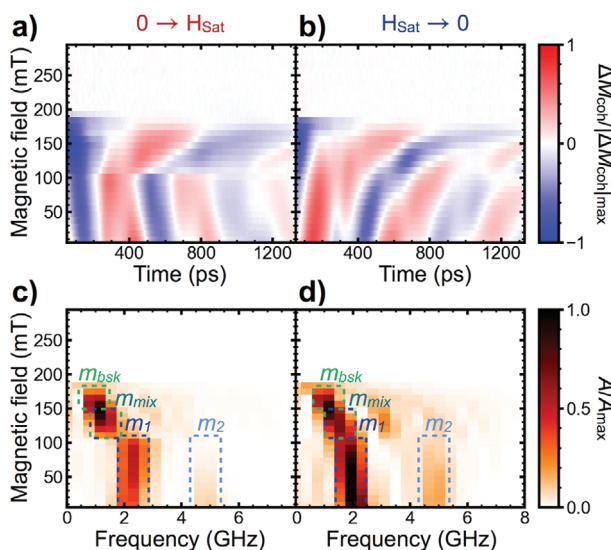 0 → H_Sat
H_Sat → 0
a)
b)
Magnetic field (mT)
250
200
150
100
50
400
800
1200
400
800
1200
Time (ps)
Time (ps)
1
0
−1
ΔM_coh/|ΔM_coh|max
c)
d)
Magnetic field (mT)
250
200
150
100
50
m_bsk
m_mix
m_1
m_2
m_bsk
m_mix
m_1
m_2
0
2
4
6
0
2
4
6
8
Frequency (GHz)
Frequency (GHz)
1.0
0.5
0.0
A/A_max